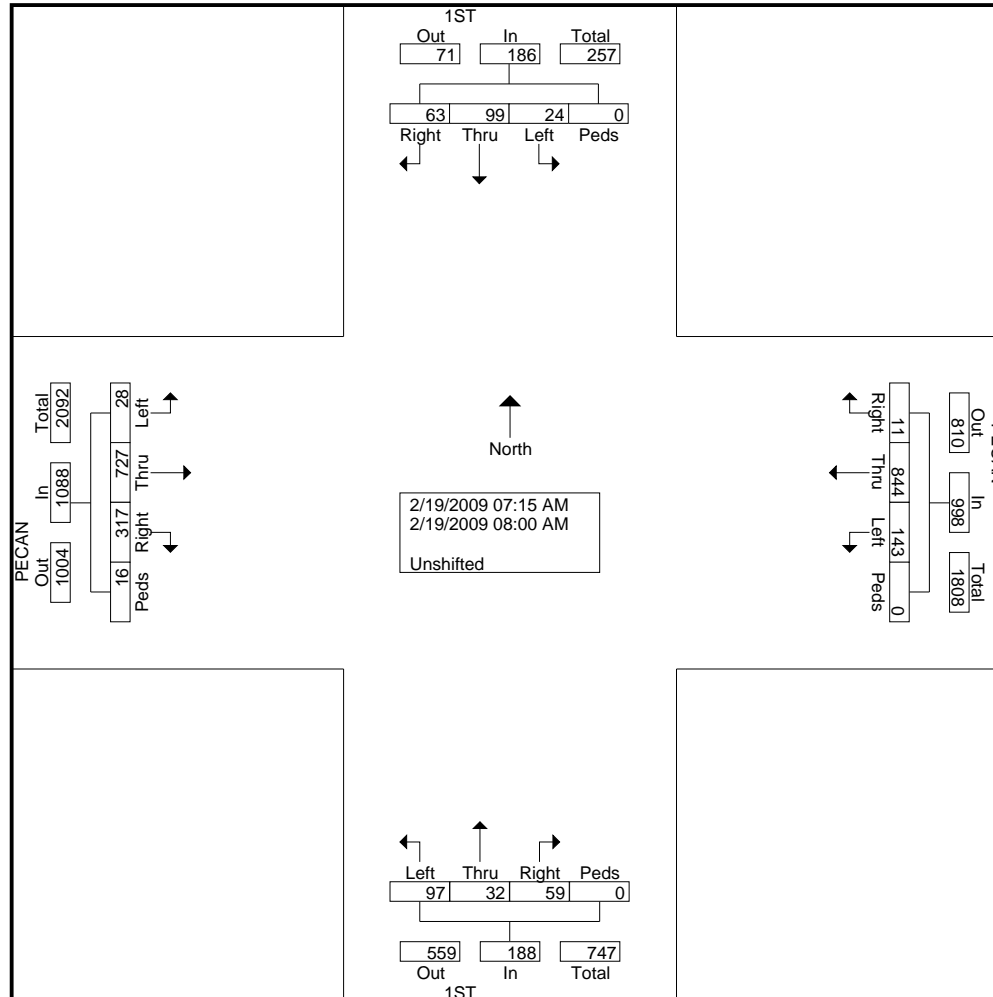 1ST
Out In Total
71 186 257
63 99 24 0
Right Thru Left Peds
Total In Out
2092 1088 1004
PECAN
28 727 317 16
Left Thru Right Peds
North
2/19/2009 07:15 AM
2/19/2009 08:00 AM
Unshifted
Right Thru Left Peds
11 844 143 0
Out In Total
810 998 1808
Left Thru Right Peds
97 32 59 0
559 188 747
Out In Total
1ST